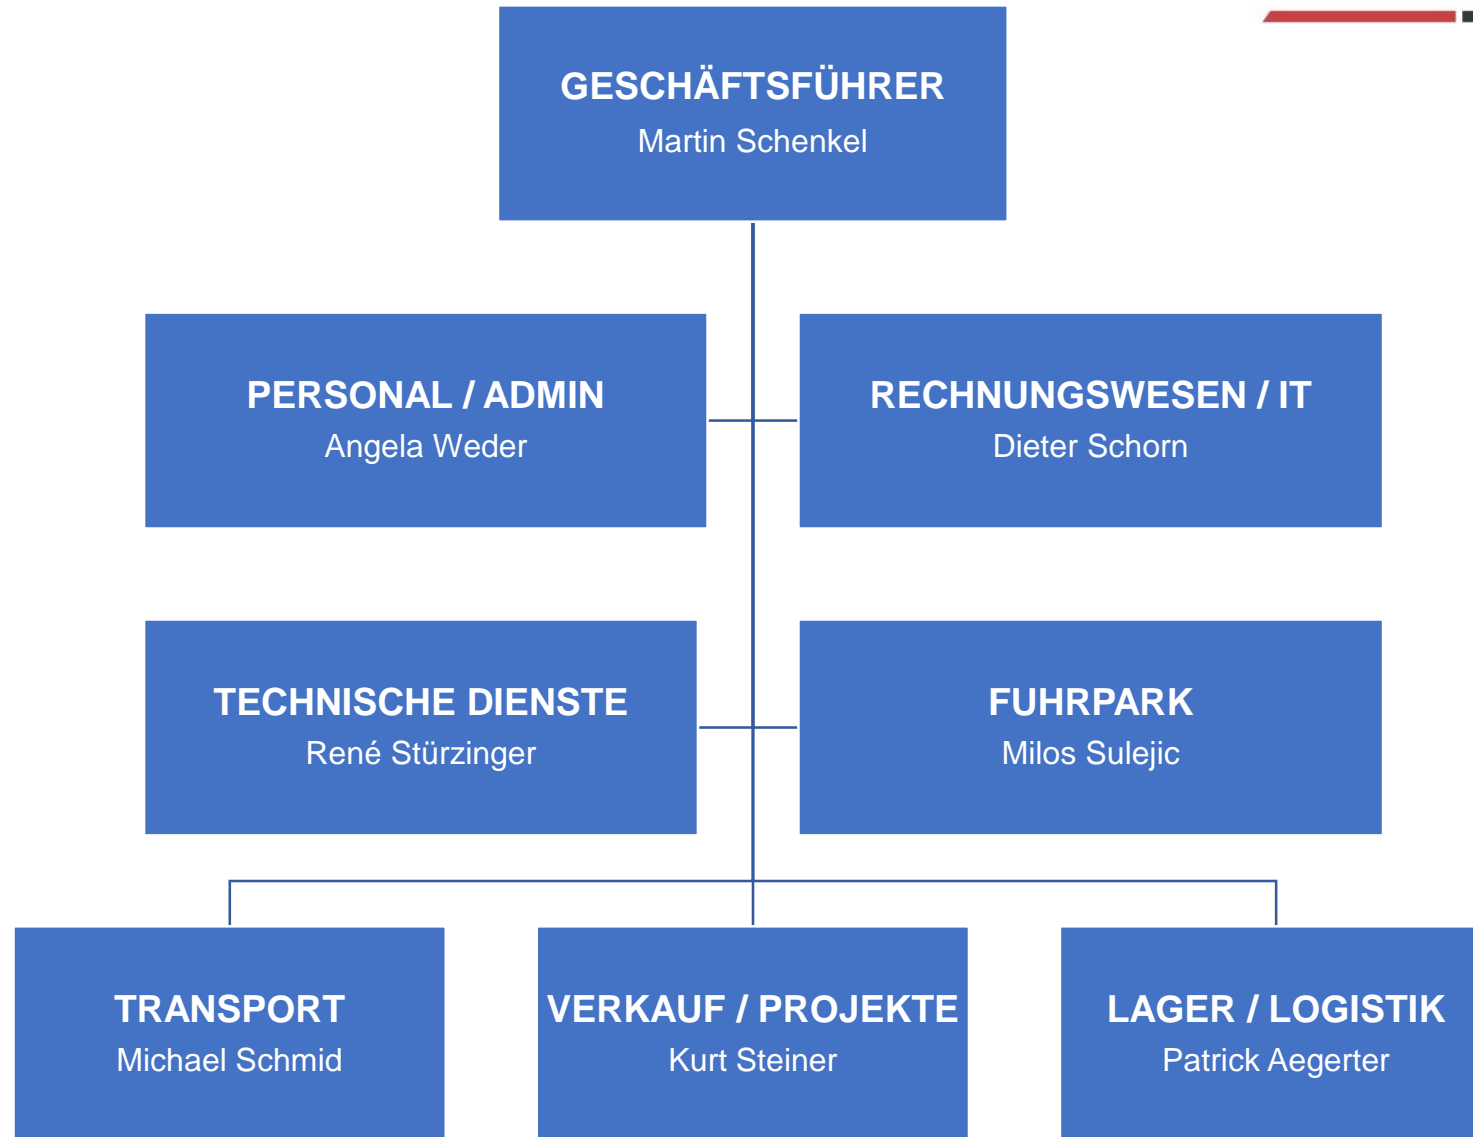 GESCHÄFTSFÜHRER
Martin Schenkel
PERSONAL / ADMIN
Angela Weder
RECHNUNGSWESEN / IT
Dieter Schorn
TECHNISCHE DIENSTE
René Stürzinger
FUHRPARK
Milos Sulejic
TRANSPORT
Michael Schmid
VERKAUF / PROJEKTE
Kurt Steiner
LAGER / LOGISTIK
Patrick Aegerter